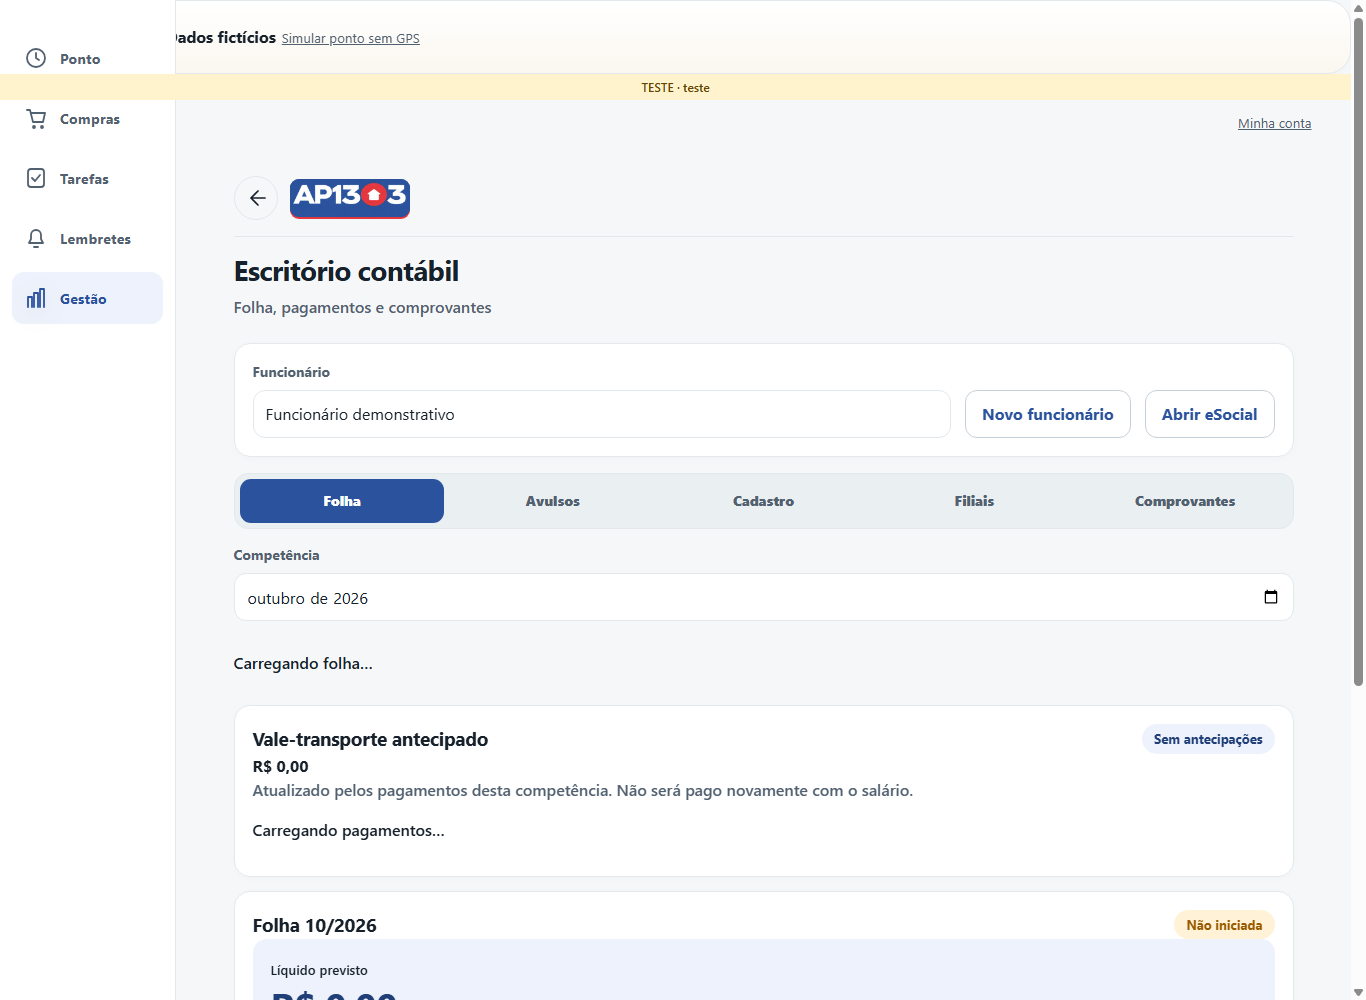 Dados fictícios Simular ponto sem GPS
Ponto
TESTE · teste
Compras
Minha conta
Tarefas
AP1303
Lembretes
Gestão
Escritório contábil
Folha, pagamentos e comprovantes
Funcionário
Funcionário demonstrativo
Novo funcionário
Abrir eSocial
Folha
Avulsos
Cadastro
Filiais
Comprovantes
Competência
outubro de 2026
Carregando folha...
Vale-transporte antecipado
Sem antecipações
R$ 0,00
Atualizado pelos pagamentos desta competência. Não será pago novamente com o salário.
Carregando pagamentos...
Folha 10/2026
Não iniciada
Líquido previsto
R$ 0,00